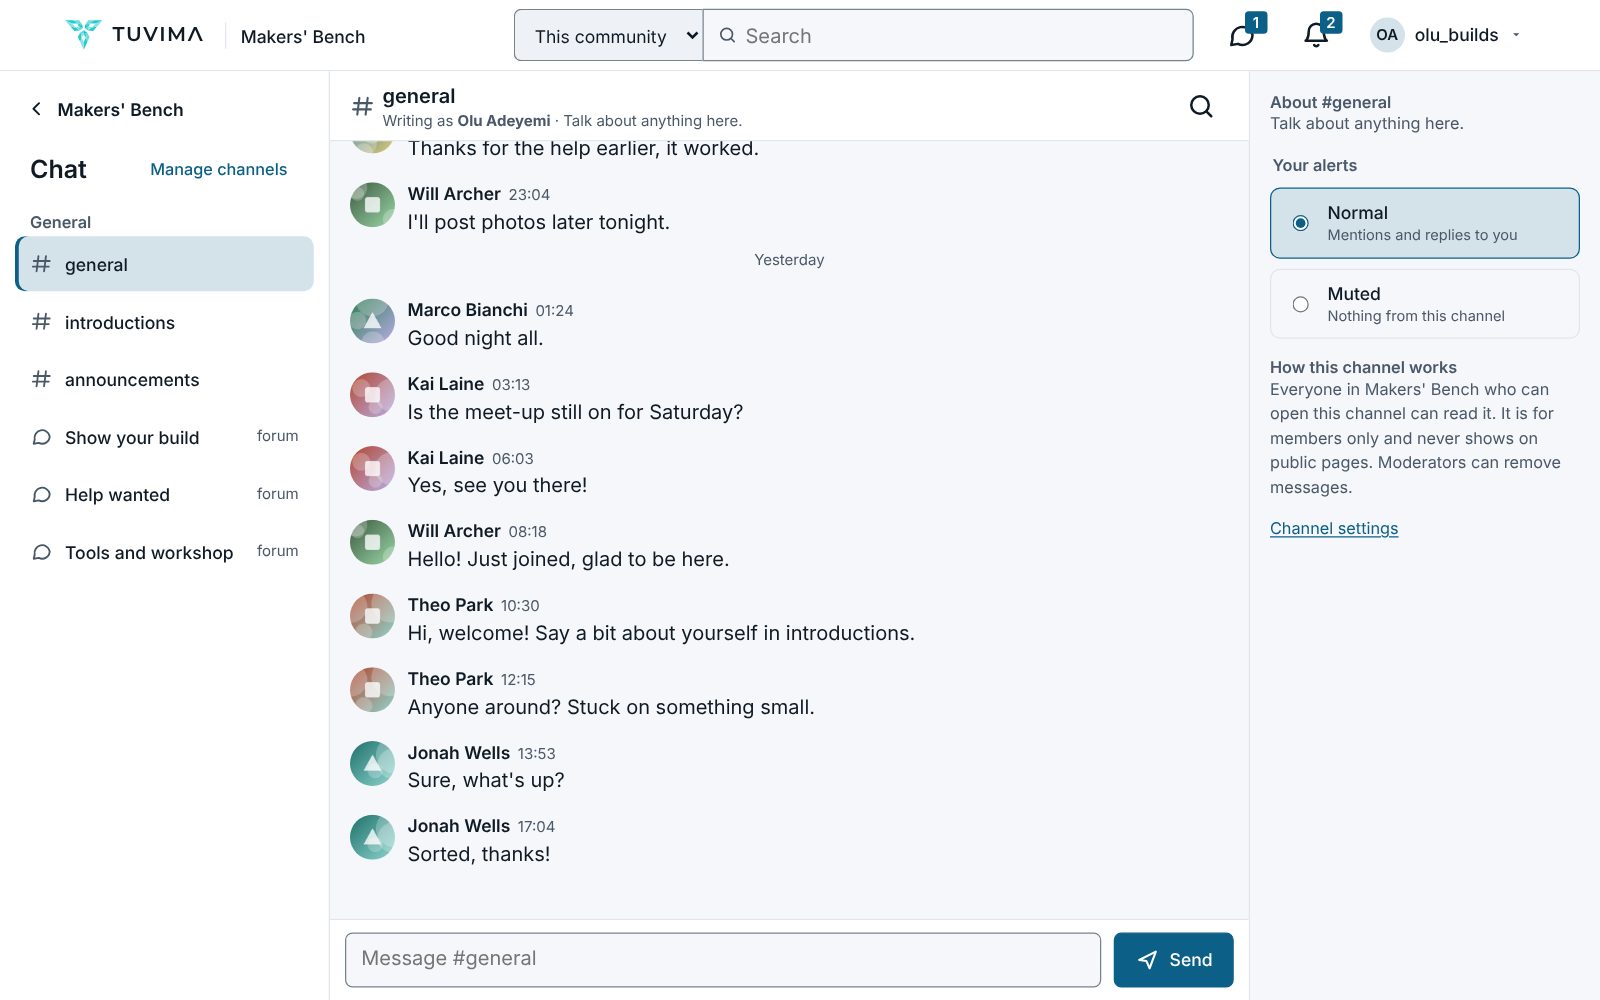 TUVIMA
Makers' Bench
This community
Search
1
2
OA
olu_builds
Makers' Bench
Chat
Manage channels
General
general
introductions
announcements
Show your build
forum
Help wanted
forum
Tools and workshop
forum
general
Writing as Olu Adeyemi · Talk about anything here.
Thanks for the help earlier, it worked.
Will Archer 23:04
I'll post photos later tonight.
Yesterday
Marco Bianchi 01:24
Good night all.
Kai Laine 03:13
Is the meet-up still on for Saturday?
Kai Laine 06:03
Yes, see you there!
Will Archer 08:18
Hello! Just joined, glad to be here.
Theo Park 10:30
Hi, welcome! Say a bit about yourself in introductions.
Theo Park 12:15
Anyone around? Stuck on something small.
Jonah Wells 13:53
Sure, what's up?
Jonah Wells 17:04
Sorted, thanks!
Message #general
Send
About #general
Talk about anything here.
Your alerts
Normal
Mentions and replies to you
Muted
Nothing from this channel
How this channel works
Everyone in Makers' Bench who can
open this channel can read it. It is for
members only and never shows on
public pages. Moderators can remove
messages.
Channel settings